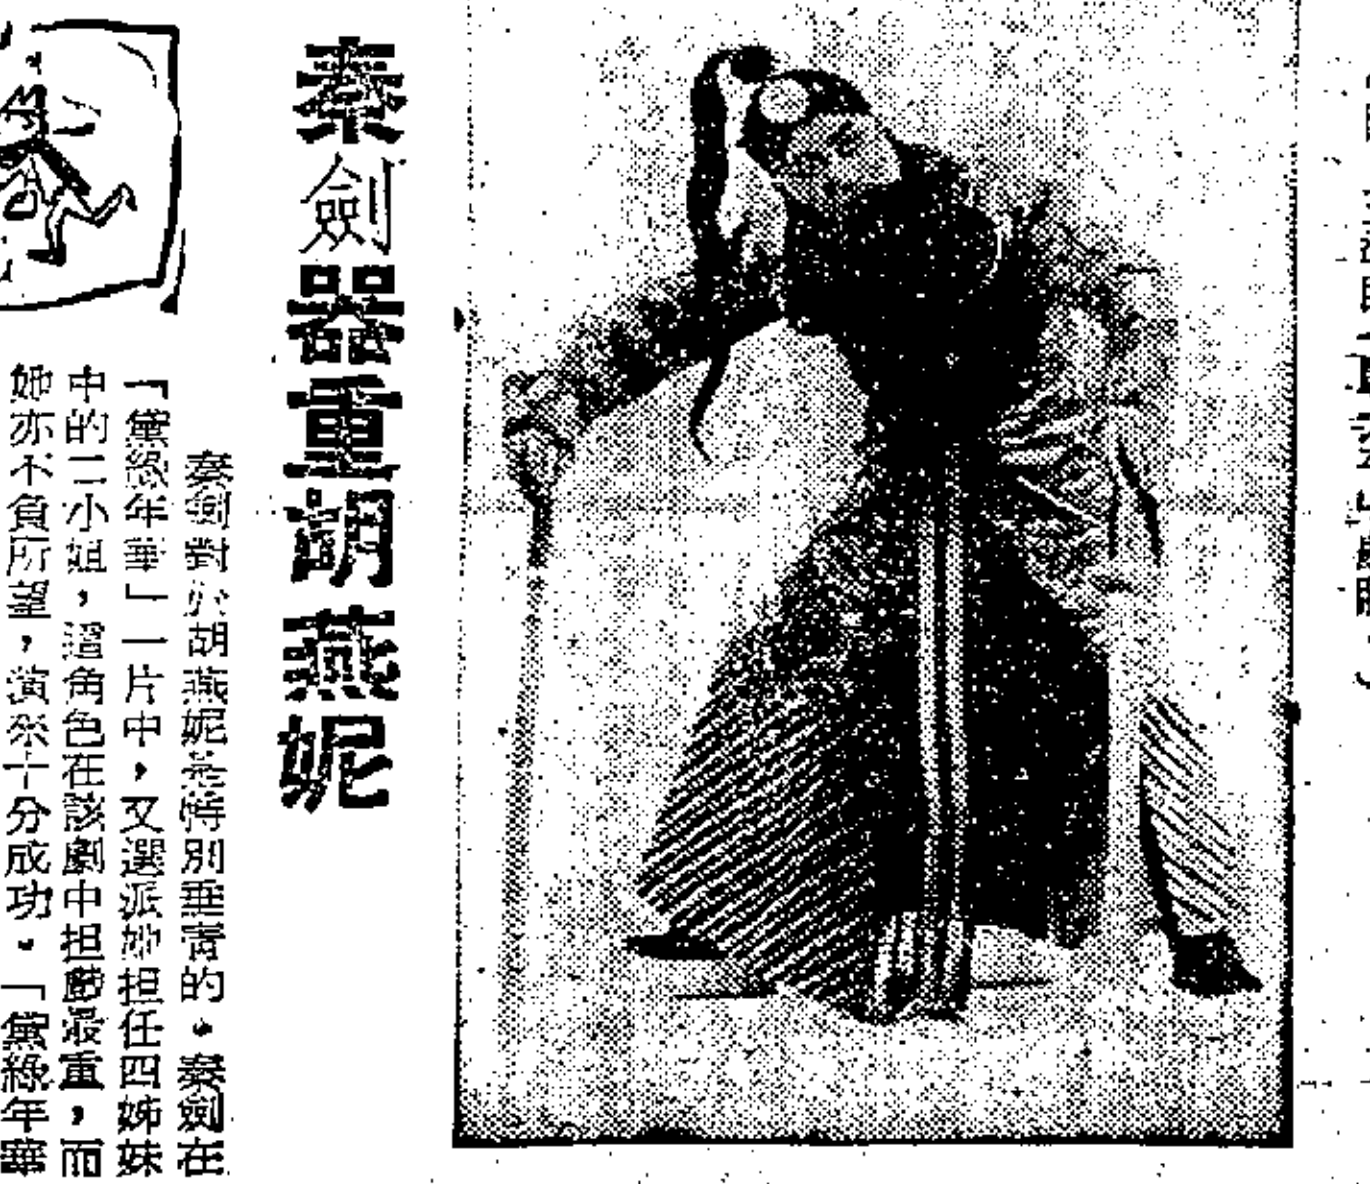 秦劍器重胡燕妮
秦劍對於胡燕妮是特別垂青的。秦劍在
「黛綠年華」一片中，又選派她担任四姊妹
中的二小姐，這角色在該劇中担戲最重，而
她亦不負所望，演來十分成功。「黛綠年華